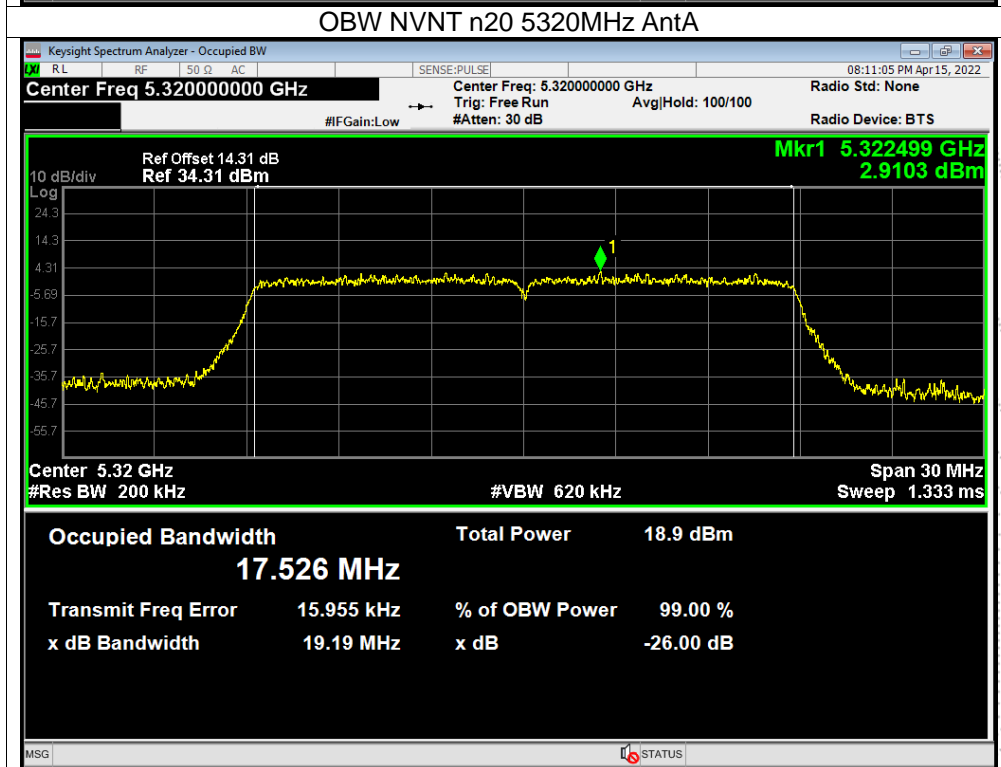 OBW NVNT n20 5320MHz AntA
Keysight Spectrum Analyzer - Occupied BW
LXI RL RF 50 Ω AC SENSE:PULSE 08:11:05 PM Apr 15, 2022
Center Freq 5.320000000 GHz Center Freq: 5.320000000 GHz Radio Std: None
Trig: Free Run Avg|Hold: 100/100
#IFGain:Low #Atten: 30 dB Radio Device: BTS
Ref Offset 14.31 dB Mkr1 5.322499 GHz
10 dB/div Ref 34.31 dBm 2.9103 dBm
Log
24.3
14.3
1
4.31
-5.69
-15.7
-25.7
-35.7
-45.7
-55.7
Center 5.32 GHz Span 30 MHz
#Res BW 200 kHz #VBW 620 kHz Sweep 1.333 ms
Occupied Bandwidth Total Power 18.9 dBm
17.526 MHz
Transmit Freq Error 15.955 kHz % of OBW Power 99.00 %
x dB Bandwidth 19.19 MHz x dB -26.00 dB
MSG STATUS